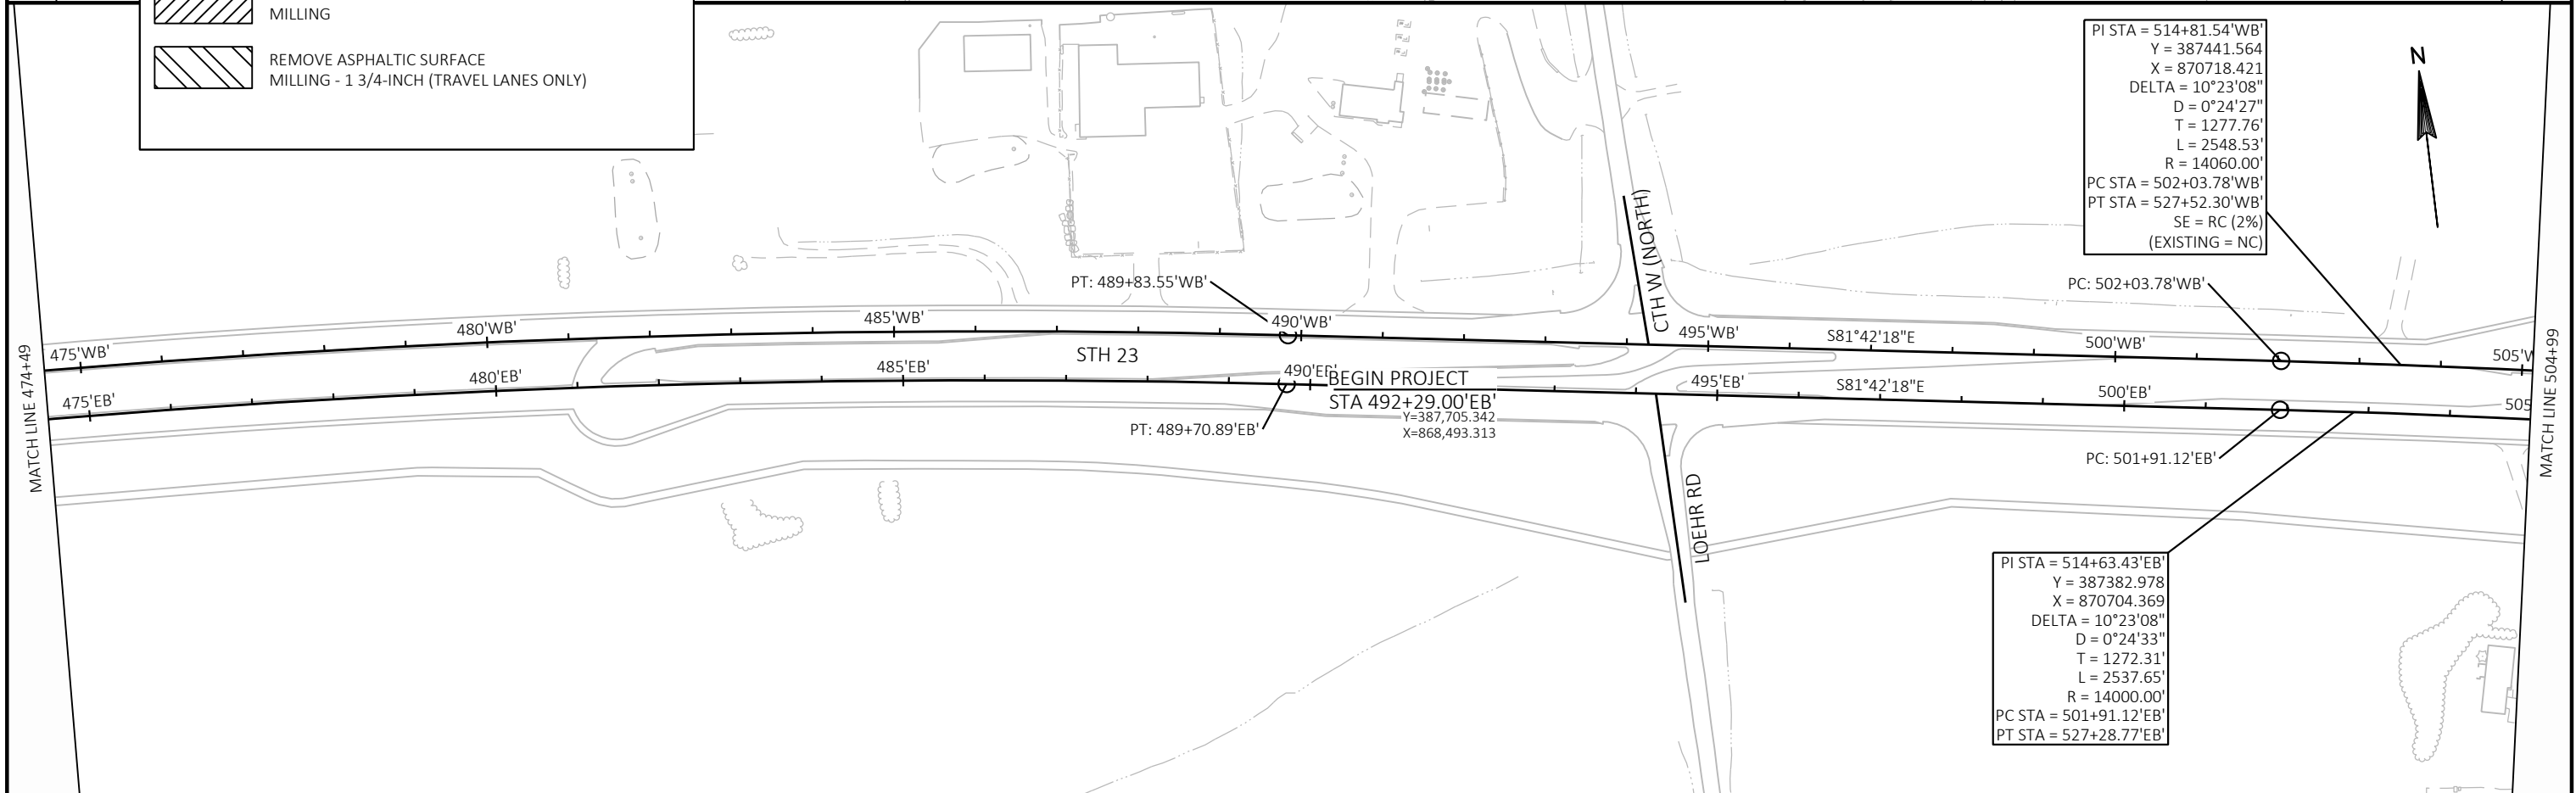 MILLING
REMOVE ASPHALTIC SURFACE
MILLING - 1 3/4-INCH (TRAVEL LANES ONLY)
PI STA = 514+81.54'WB'
Y = 387441.564
X = 870718.421
DELTA = 10°23'08"
D = 0°24'27"
T = 1277.76'
L = 2548.53'
R = 14060.00'
PC STA = 502+03.78'WB'
PT STA = 527+52.30'WB'
SE = RC (2%)
(EXISTING = NC)
N
CTH W (NORTH)
PT: 489+83.55'WB'
PC: 502+03.78'WB'
475'WB'
480'WB'
485'WB'
490'WB'
495'WB'
S81°42'18"E
500'WB'
505'W
MATCH LINE 474+49
STH 23
MATCH LINE 504+99
475'EB'
480'EB'
485'EB'
490'EB'
BEGIN PROJECT
STA 492+29.00'EB'
Y=387,705.342
X=868,493.313
495'EB'
S81°42'18"E
500'EB'
505
PT: 489+70.89'EB'
PC: 501+91.12'EB'
LOEHR RD
PI STA = 514+63.43'EB'
Y = 387382.978
X = 870704.369
DELTA = 10°23'08"
D = 0°24'33"
T = 1272.31'
L = 2537.65'
R = 14000.00'
PC STA = 501+91.12'EB'
PT STA = 527+28.77'EB'